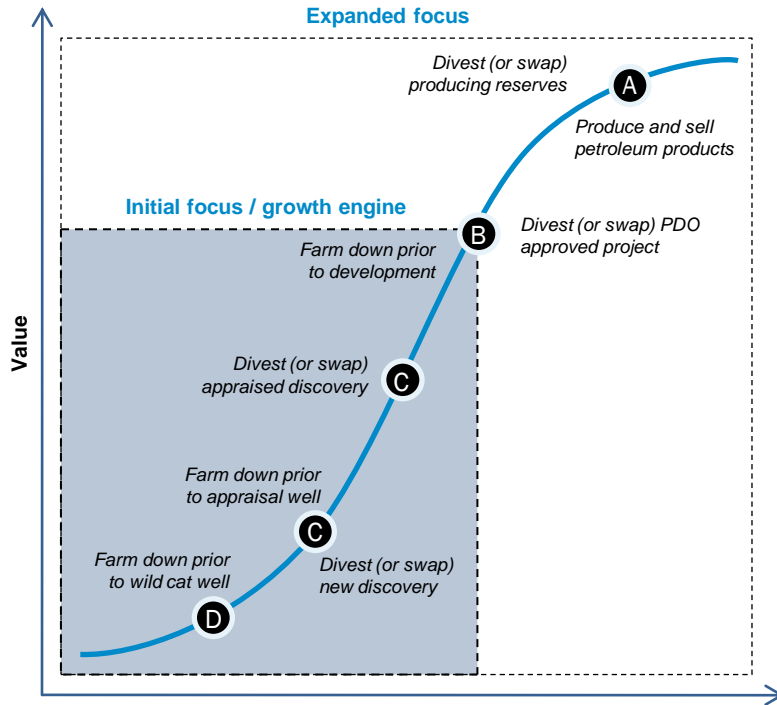 Expanded focus
Divest (or swap)
producing reserves
A
Produce and sell
petroleum products
Initial focus / growth engine
B
Divest (or swap) PDO
approved project
Farm down prior
to development
Value
Divest (or swap)
appraised discovery
C
Farm down prior
to appraisal well
C
Divest (or swap)
new discovery
Farm down prior
to wild cat well
D